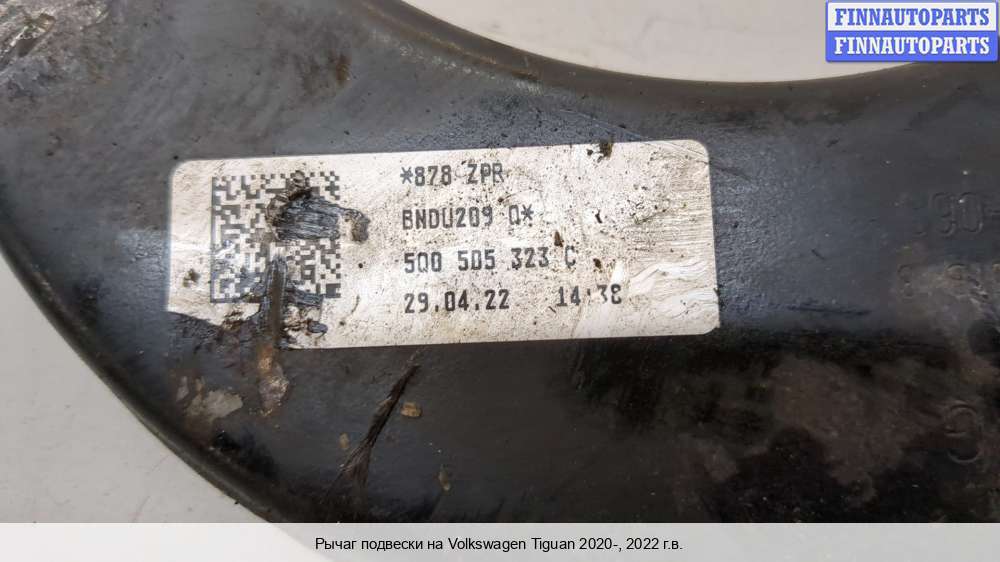 FINNAUTOPARTS
FINNAUTOPARTS
*878 ZPR
BNDU209 Q*
5Q0 505 323 C
29.04.22 14:38
Рычаг подвески на Volkswagen Tiguan 2020-, 2022 г.в.